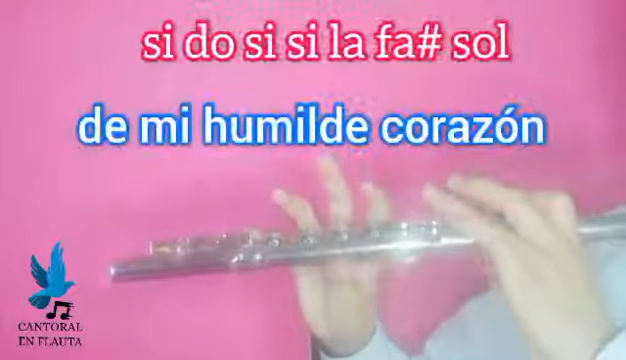 si do si si la fa# sol
de mi humilde corazón
CANTORAL
EN FLAUTA